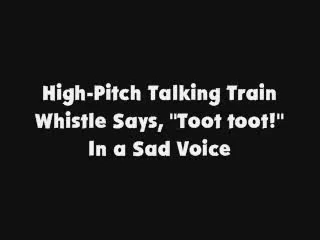 High-Pitch Talking Train
Whistle Says, "Toot toot!"
In a Sad Voice